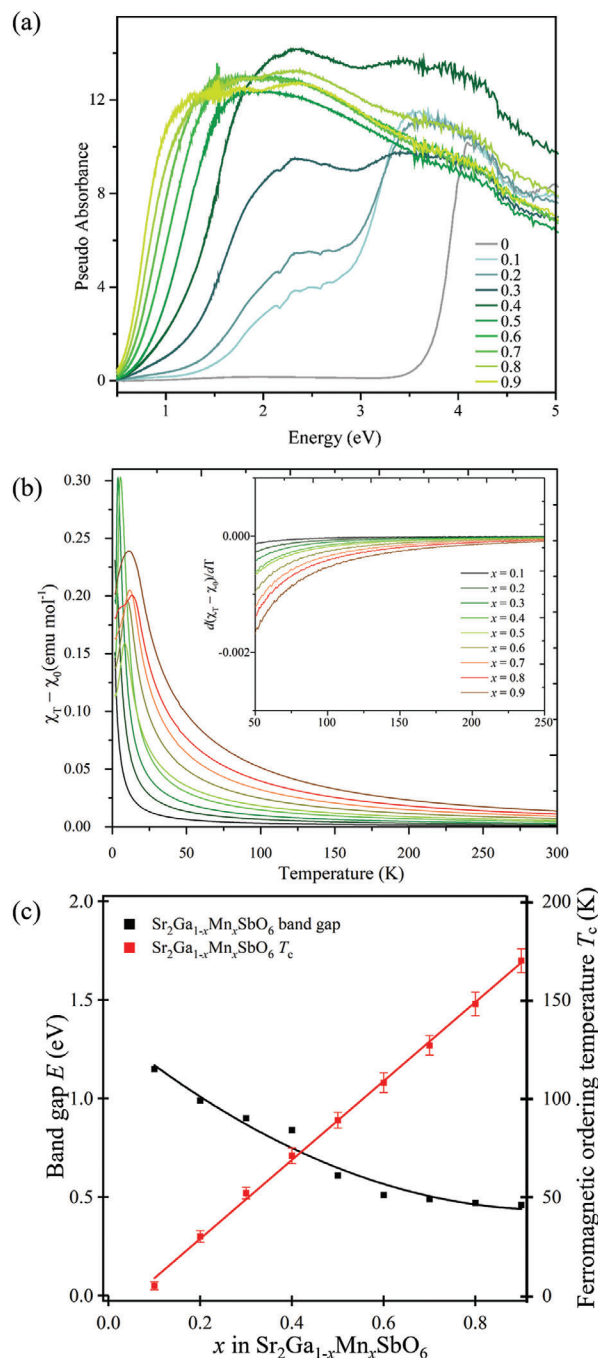 (a)
Pseudo Absorbance
12
8
4
0
0
0.1
0.2
0.3
0.4
0.5
0.6
0.7
0.8
0.9
1 2 3 4 5
Energy (eV)
(b)
χT − χ0(emu mol⁻¹)
0.30
0.25
0.20
0.15
0.10
0.05
0.00
d(χT − χ0)/dT
0.000
-0.002
x = 0.1
x = 0.2
x = 0.3
x = 0.4
x = 0.5
x = 0.6
x = 0.7
x = 0.8
x = 0.9
50 100 150 200 250
0 50 100 150 200 250 300
Temperature (K)
(c)
Band gap E (eV)
2.0
1.5
1.0
0.5
0.0
Sr₂Ga₁₋ₓMnₓSbO₆ band gap
Sr₂Ga₁₋ₓMnₓSbO₆ Tc
200
150
100
50
0
Ferromagnetic ordering temperature Tc (K)
0.0 0.2 0.4 0.6 0.8
x in Sr₂Ga₁₋ₓMnₓSbO₆